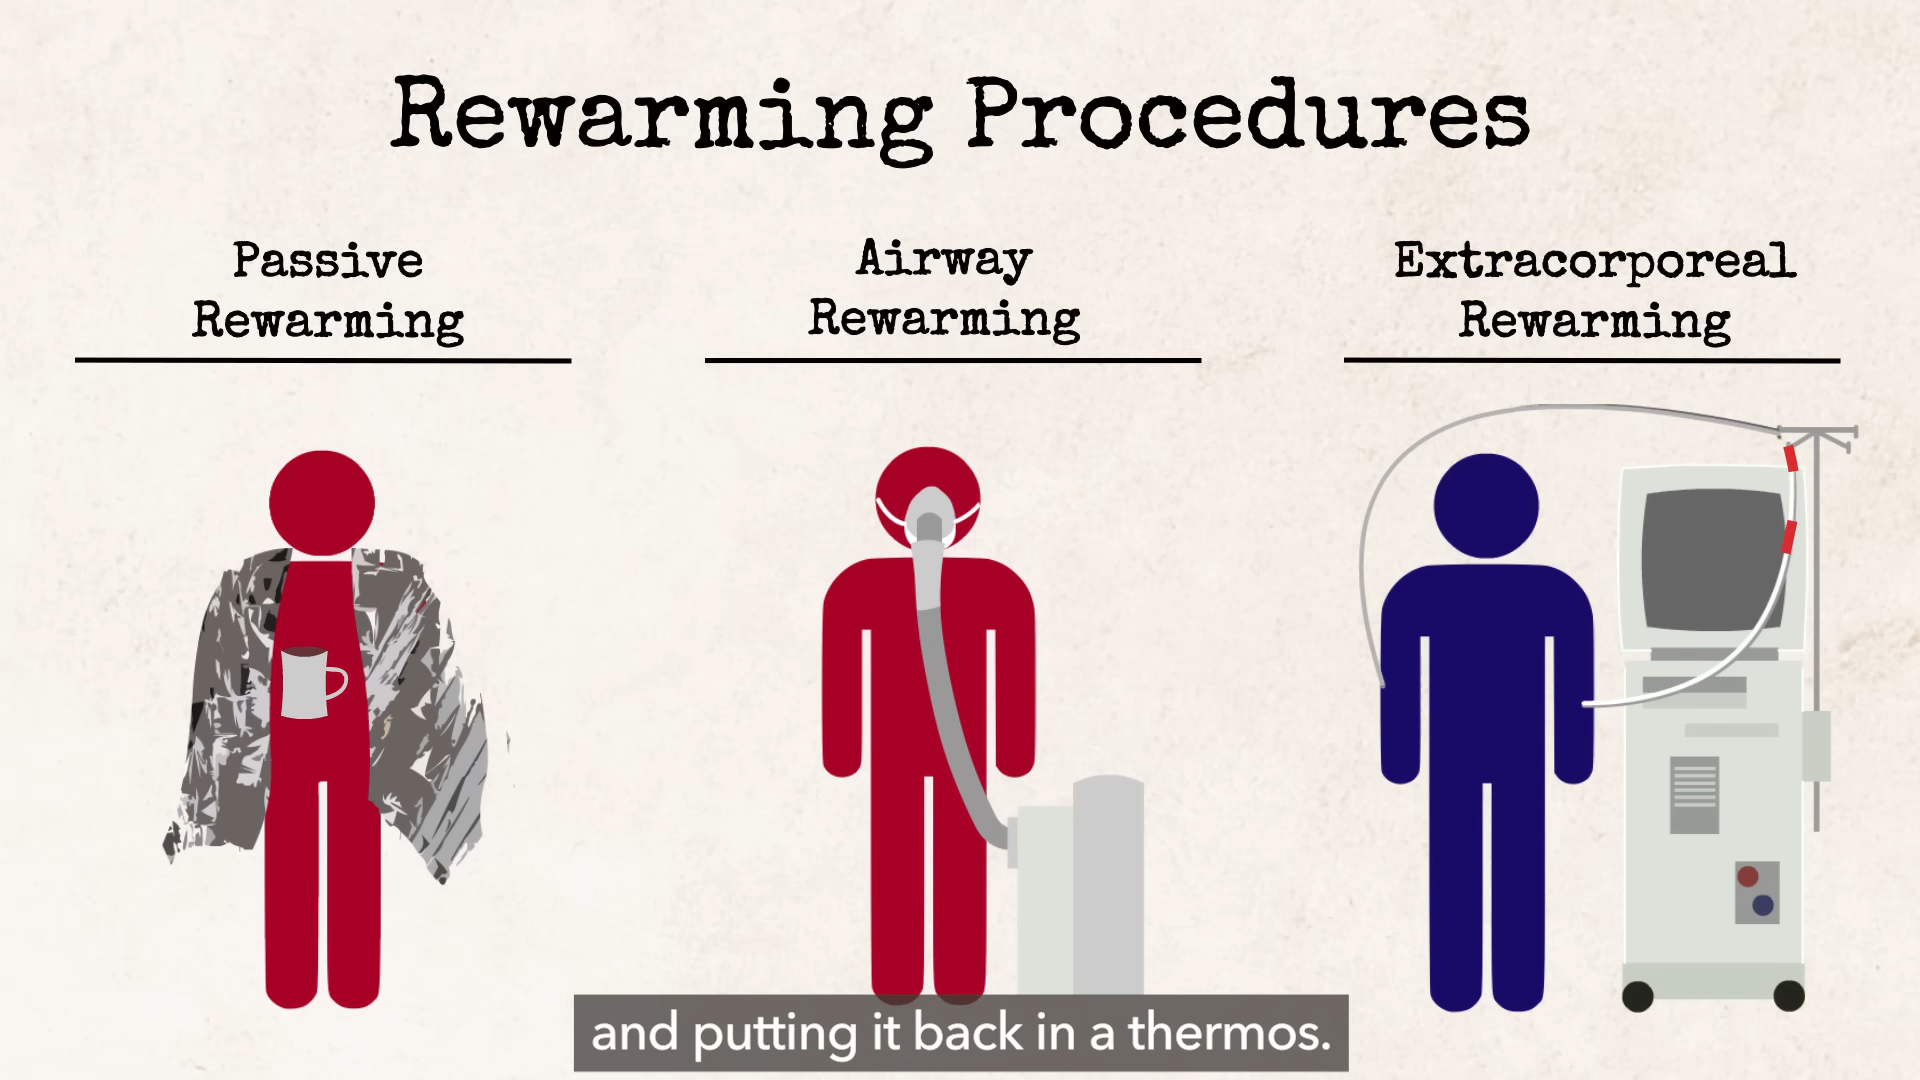 Rewarming Procedures
Passive
Rewarming
Airway
Rewarming
Extracorporeal
Rewarming
and putting it back in a thermos.